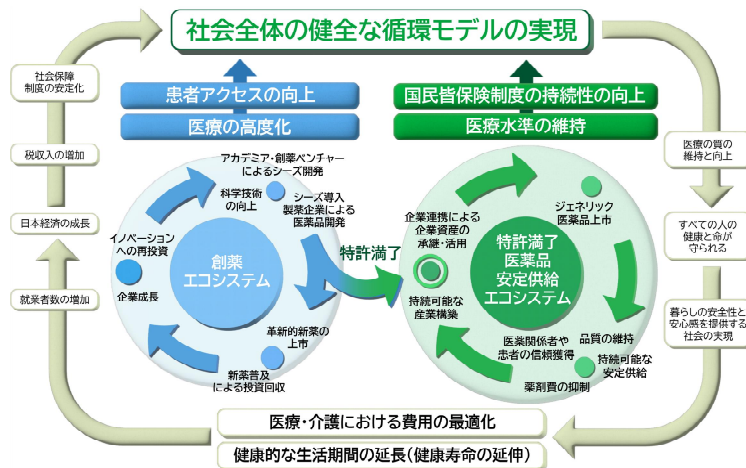 社会全体の健全な循環モデルの実現
患者アクセスの向上
医療の高度化
国民皆保険制度の持続性の向上
医療水準の維持
社会保障
制度の安定化
税収入の増加
日本経済の成長
就業者数の増加
アカデミア・創薬ベンチャー
によるシーズ開発
科学技術
の向上
シーズ導入
製薬企業による
医薬品開発
イノベーション
への再投資
企業成長
創薬
エコシステム
革新的新薬の
上市
新薬普及
による投資回収
特許満了
企業連携による
企業資産の
承継・活用
ジェネリック
医薬品上市
特許満了
医薬品
安定供給
エコシステム
持続可能な
産業構築
医薬関係者や
患者の信頼獲得
品質の維持
持続可能な
安定供給
薬剤費の抑制
医療の質の
維持と向上
すべての人の
健康と命が
守られる
暮らしの安全性と
安心感を提供する
社会の実現
医療・介護における費用の最適化
健康的な生活期間の延長(健康寿命の延伸)